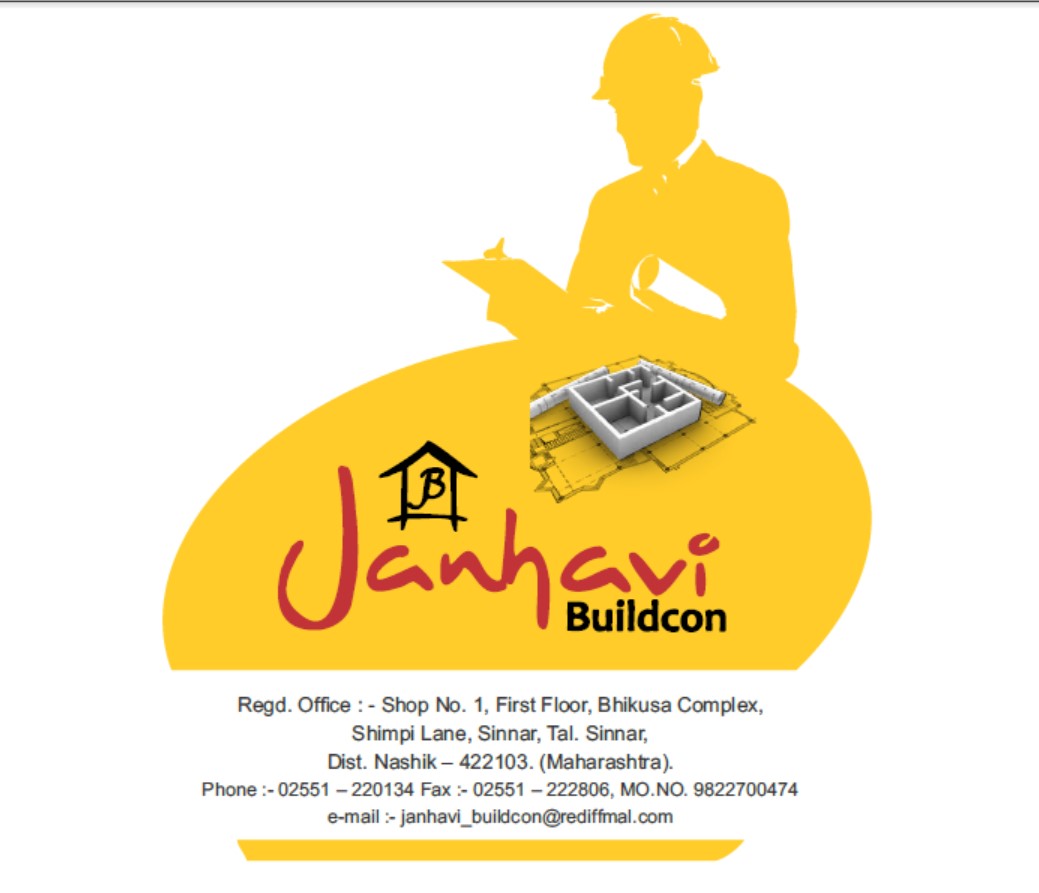 JB
Janhavi
Buildcon
Regd. Office : - Shop No. 1, First Floor, Bhikusa Complex,
Shimpi Lane, Sinnar, Tal. Sinnar,
Dist. Nashik – 422103. (Maharashtra).
Phone :- 02551 – 220134 Fax :- 02551 – 222806, MO.NO. 9822700474
e-mail :- janhavi_buildcon@rediffmal.com